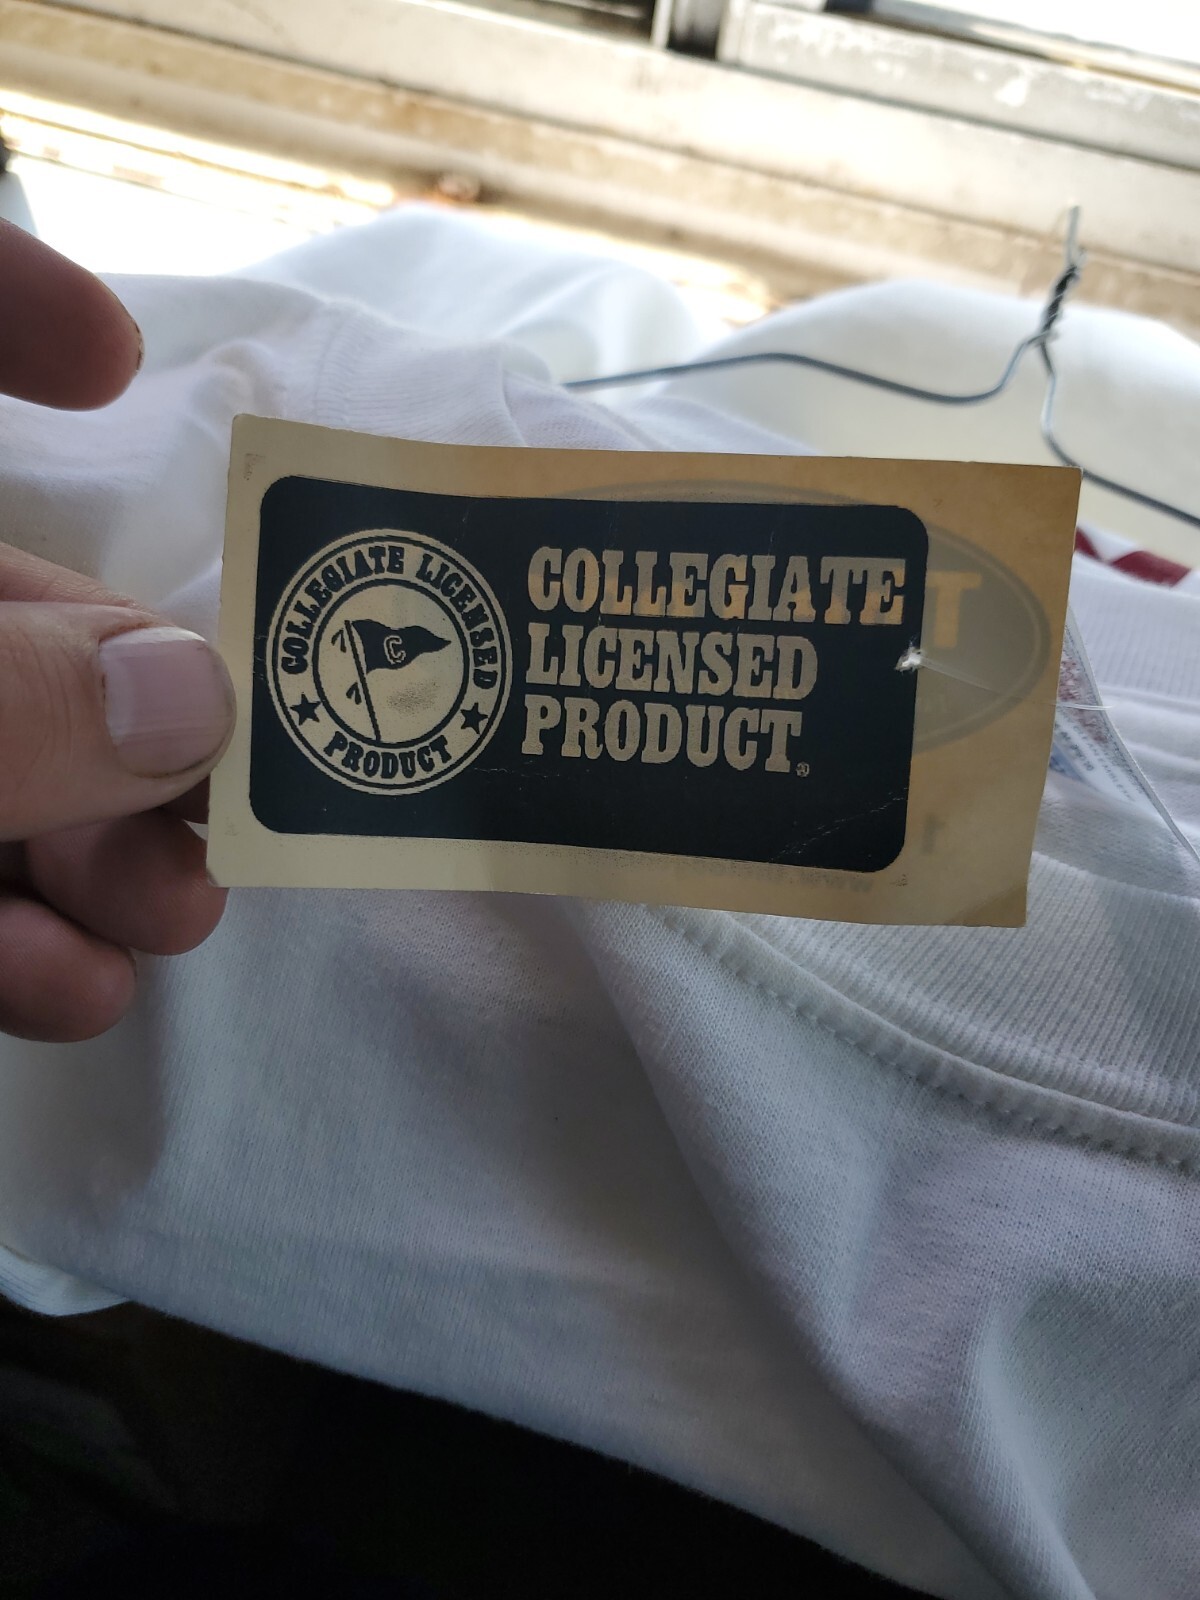 COLLEGIATE LICENSED
PRODUCT
C
COLLEGIATE
LICENSED
PRODUCT.®